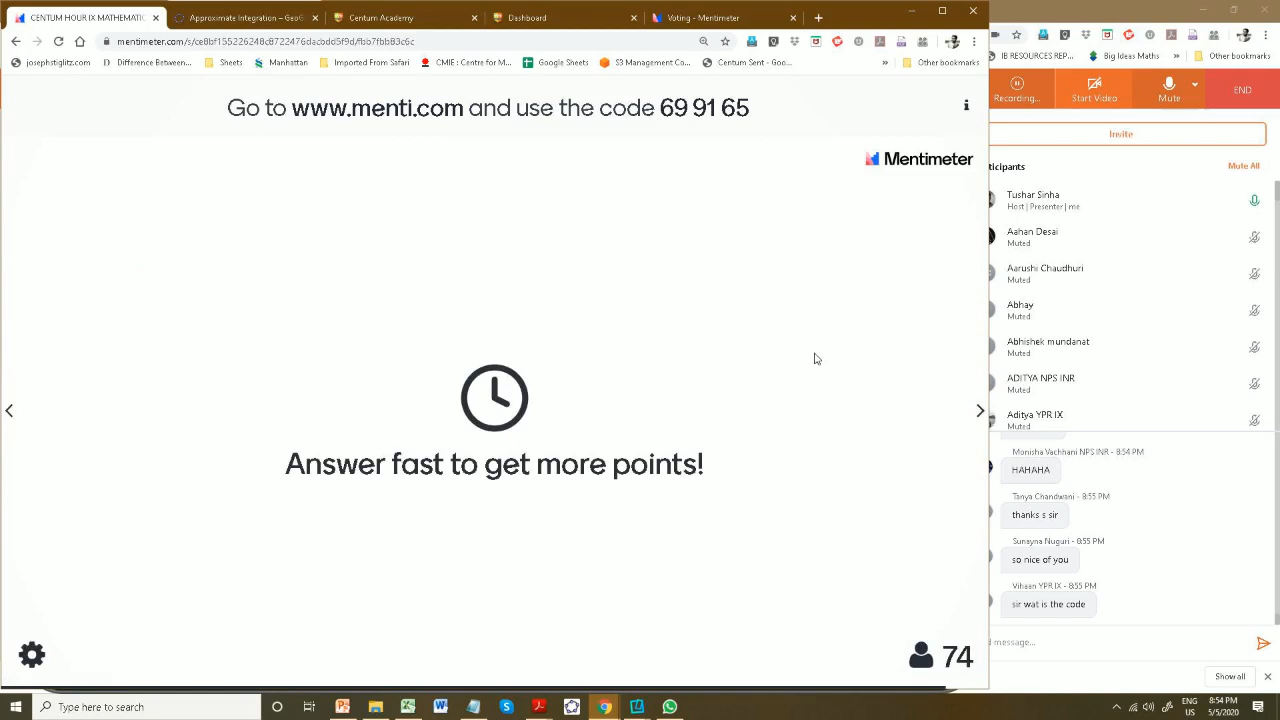 CENTUM HOUR IX MATHEMATIC
Approximate Integration – GeoG
Centum Academy
Dashboard
Voting - Mentimeter
josephstiglitz.com
Difference Between...
Sheets
Manhattan
Imported From Safari
CMIE : Centre for M...
Google Sheets
S3 Management Co...
Centum Sent - Goo...
Other bookmarks
IB RESOURCES REP...
Big Ideas Maths
Other bookmarks
Recording...
Start Video
Mute
END
Go to www.menti.com and use the code 69 91 65
Mentimeter
Answer fast to get more points!
74
Invite
ticipants
Mute All
Tushar Sinha
Host | Presenter | me
Aahan Desai
Muted
Aarushi Chaudhuri
Muted
Abhay
Muted
Abhishek mundanat
Muted
ADITYA NPS INR
Muted
Aditya YPR IX
Muted
Monisha Vachhani NPS INR - 8:54 PM
HAHAHA
Tanya Chandwani - 8:55 PM
thanks s sir
Sunayna Nuguri - 8:55 PM
so nice of you
Vihaan YPR IX - 8:55 PM
sir wat is the code
d message...
Show all
Type here to search
ENG
US
8:54 PM
5/5/2020